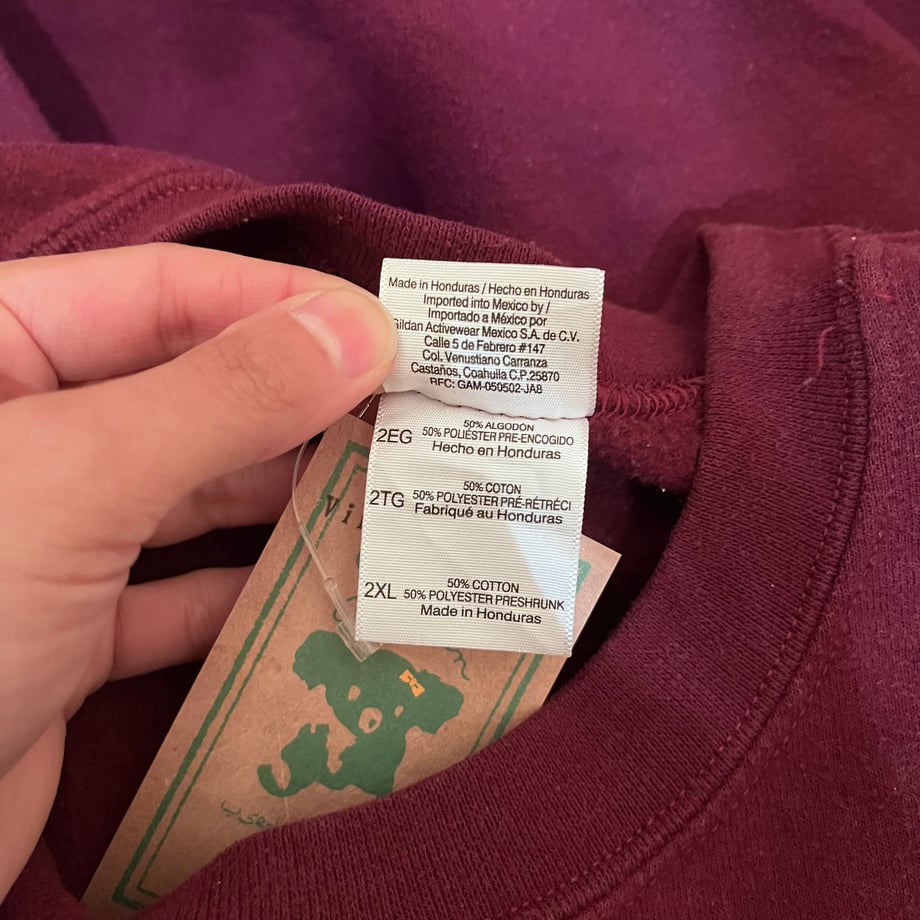 Made in Honduras / Hecho en Honduras
Imported into Mexico by /
Importado a México por
Gildan Activewear Mexico S.A. de C.V.
Calle 5 de Febrero #147
Col. Venustiano Carranza
Castaños, Coahuila C.P.25870
RFC: GAM-050502-JA8
50% ALGODÓN
2EG 50% POLIÉSTER PRE-ENCOGIDO
Hecho en Honduras
50% COTON
2TG 50% POLYESTER PRÉ-RÉTRÉCI
Fabriqué au Honduras
50% COTTON
2XL 50% POLYESTER PRESHRUNK
Made in Honduras